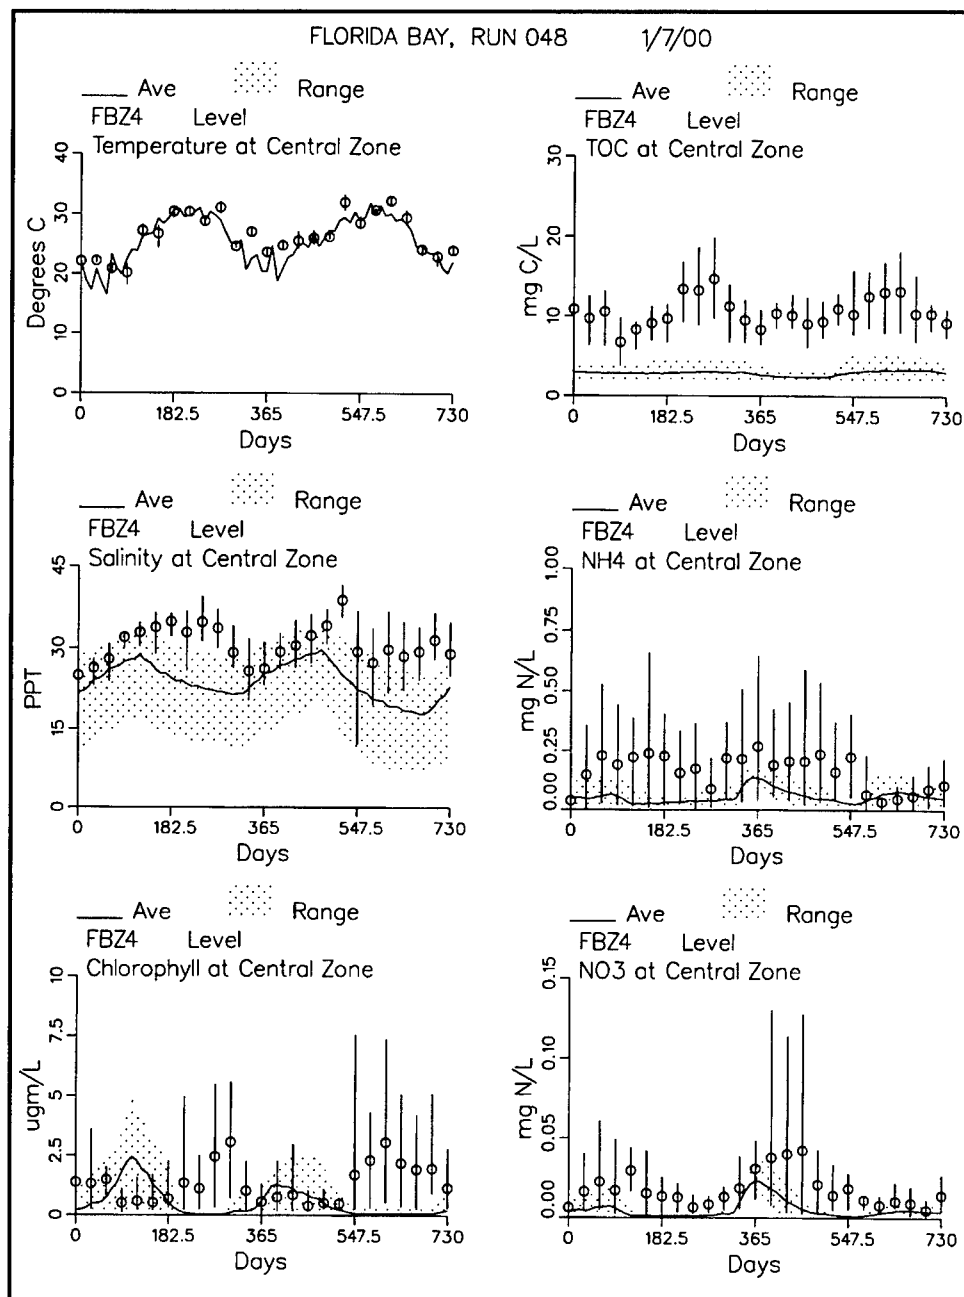 FLORIDA BAY, RUN 048 1/7/00
Ave Range
FBZ4 Level
Temperature at Central Zone
40
30
20
10
0
Degrees C
0 182.5 365 547.5 730
Days
Ave Range
FBZ4 Level
TOC at Central Zone
30
20
10
0
mg C/L
0 182.5 365 547.5 730
Days
Ave Range
FBZ4 Level
Salinity at Central Zone
45
30
15
0
PPT
0 182.5 365 547.5 730
Days
Ave Range
FBZ4 Level
NH4 at Central Zone
1.00
0.75
0.50
0.25
0.00
mg N/L
0 182.5 365 547.5 730
Days
Ave Range
FBZ4 Level
Chlorophyll at Central Zone
10
7.5
5
2.5
0
ugm/L
0 182.5 365 547.5 730
Days
Ave Range
FBZ4 Level
NO3 at Central Zone
0.15
0.10
0.05
0.00
mg N/L
0 182.5 365 547.5 730
Days